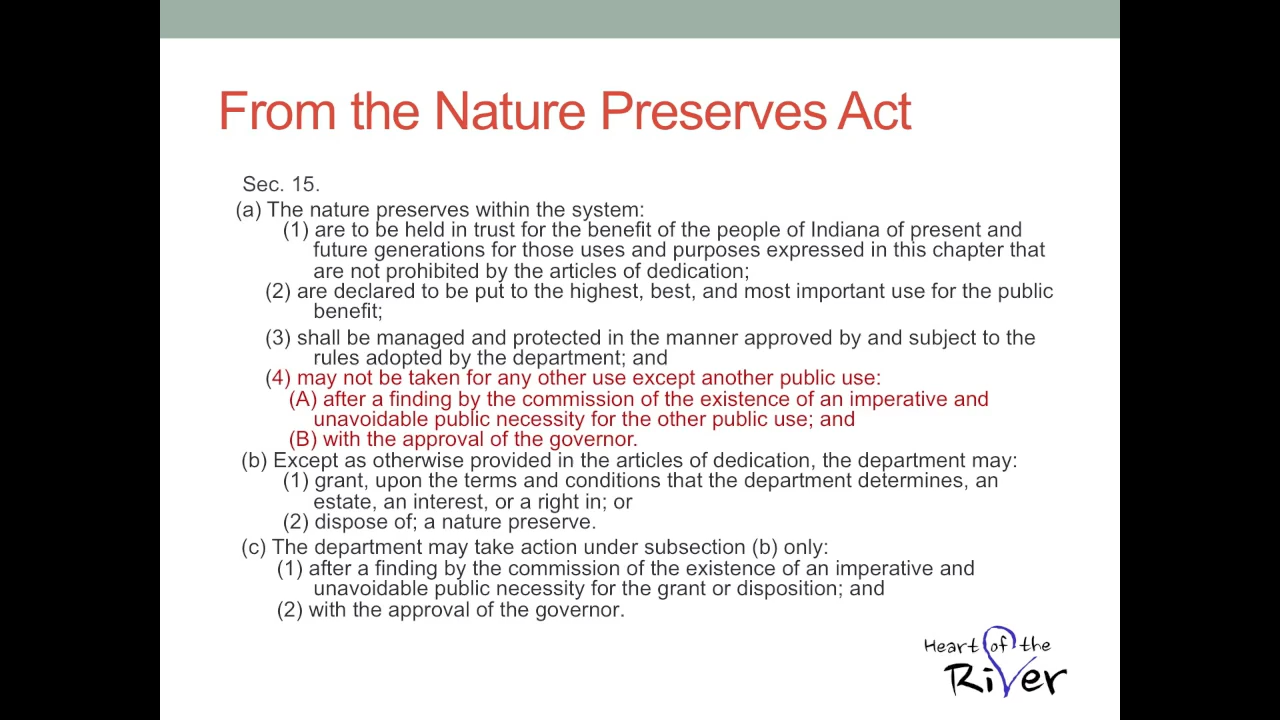 From the Nature Preserves Act
Sec. 15.
(a) The nature preserves within the system:
(1) are to be held in trust for the benefit of the people of Indiana of present and
future generations for those uses and purposes expressed in this chapter that
are not prohibited by the articles of dedication;
(2) are declared to be put to the highest, best, and most important use for the public
benefit;
(3) shall be managed and protected in the manner approved by and subject to the
rules adopted by the department; and
(4) may not be taken for any other use except another public use:
(A) after a finding by the commission of the existence of an imperative and
unavoidable public necessity for the other public use; and
(B) with the approval of the governor.
(b) Except as otherwise provided in the articles of dedication, the department may:
(1) grant, upon the terms and conditions that the department determines, an
estate, an interest, or a right in; or
(2) dispose of; a nature preserve.
(c) The department may take action under subsection (b) only:
(1) after a finding by the commission of the existence of an imperative and
unavoidable public necessity for the grant or disposition; and
(2) with the approval of the governor.
Heart of the
River